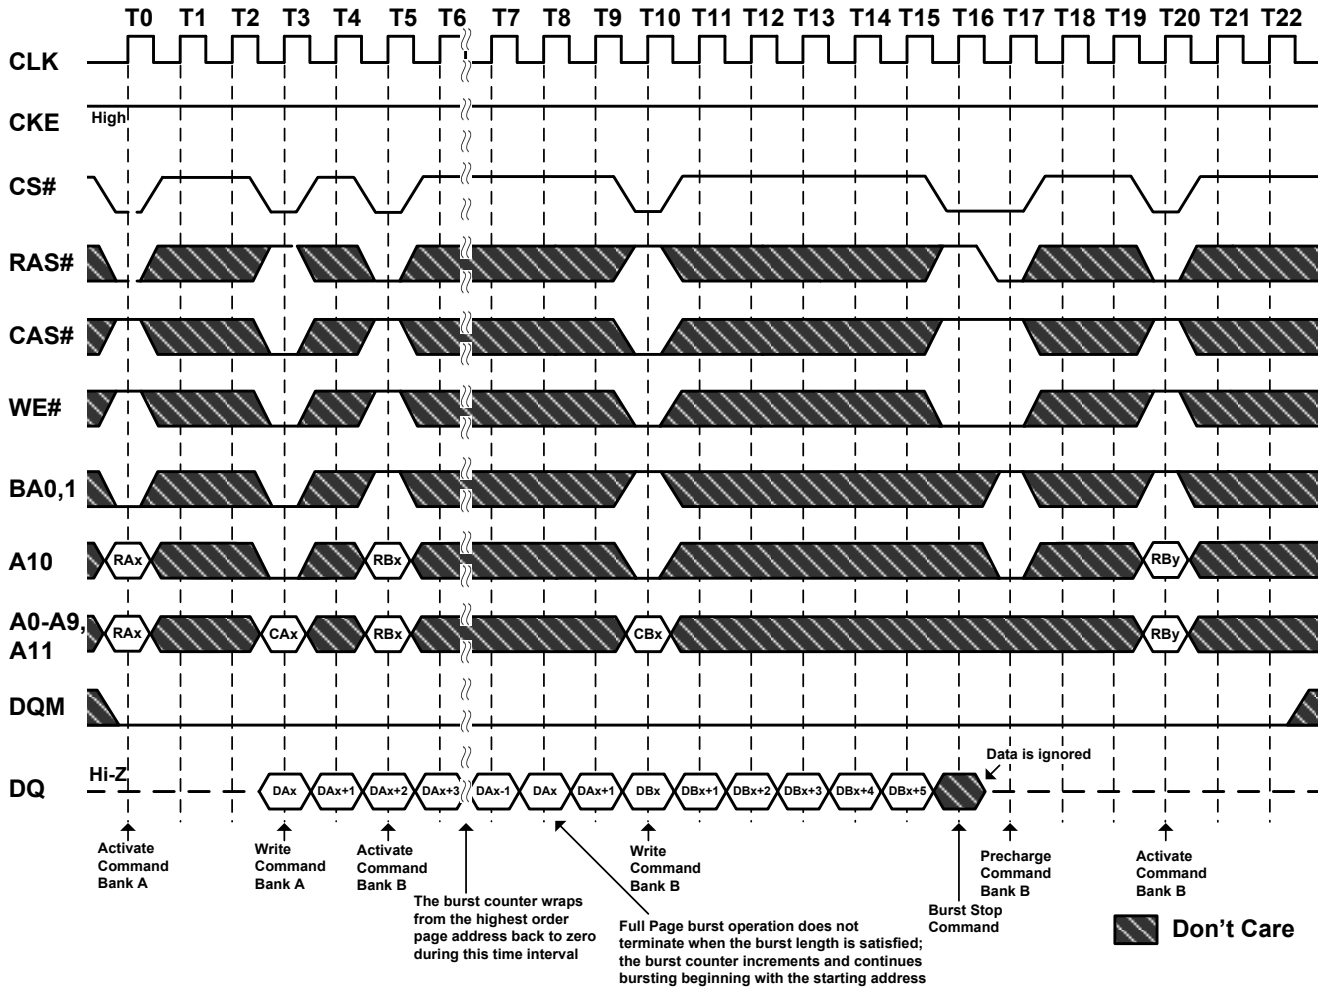 T0 T1 T2 T3 T4 T5 T6 T7 T8 T9 T10 T11 T12 T13 T14 T15 T16 T17 T18 T19 T20 T21 T22
CLK
CKE
High
CS#
RAS#
CAS#
WE#
BA0,1
A10
RAx RBx RBy
A0-A9,
A11
RAx CAx RBx CBx RBy
DQM
DQ
Hi-Z
DAx DAx+1 DAx+2 DAx+3 DAx-1 DAx DAx+1 DBx DBx+1 DBx+2 DBx+3 DBx+4 DBx+5
Data is ignored
Activate
Command
Bank A
Write
Command
Bank A
Activate
Command
Bank B
The burst counter wraps
from the highest order
page address back to zero
during this time interval
Write
Command
Bank B
Full Page burst operation does not
terminate when the burst length is satisfied;
the burst counter increments and continues
bursting beginning with the starting address
Burst Stop
Command
Precharge
Command
Bank B
Activate
Command
Bank B
Don't Care